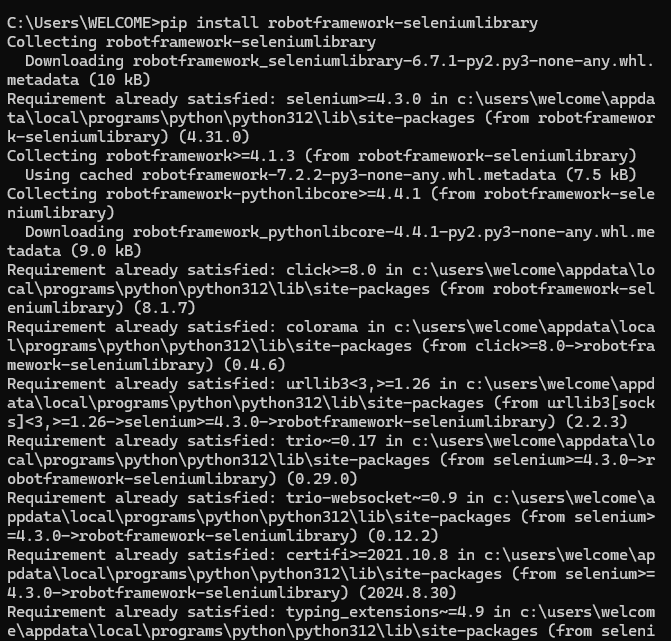 C:\Users\WELCOME>pip install robotframework-seleniumlibrary
Collecting robotframework-seleniumlibrary
  Downloading robotframework_seleniumlibrary-6.7.1-py2.py3-none-any.whl.
metadata (10 kB)
Requirement already satisfied: selenium>=4.3.0 in c:\users\welcome\appda
ta\local\programs\python\python312\lib\site-packages (from robotframewor
k-seleniumlibrary) (4.31.0)
Collecting robotframework>=4.1.3 (from robotframework-seleniumlibrary)
  Using cached robotframework-7.2.2-py3-none-any.whl.metadata (7.5 kB)
Collecting robotframework-pythonlibcore>=4.4.1 (from robotframework-sele
niumlibrary)
  Downloading robotframework_pythonlibcore-4.4.1-py2.py3-none-any.whl.me
tadata (9.0 kB)
Requirement already satisfied: click>=8.0 in c:\users\welcome\appdata\lo
cal\programs\python\python312\lib\site-packages (from robotframework-sel
eniumlibrary) (8.1.7)
Requirement already satisfied: colorama in c:\users\welcome\appdata\loca
l\programs\python\python312\lib\site-packages (from click>=8.0->robotfra
mework-seleniumlibrary) (0.4.6)
Requirement already satisfied: urllib3<3,>=1.26 in c:\users\welcome\appd
ata\local\programs\python\python312\lib\site-packages (from urllib3[sock
s]<3,>=1.26->selenium>=4.3.0->robotframework-seleniumlibrary) (2.2.3)
Requirement already satisfied: trio~=0.17 in c:\users\welcome\appdata\lo
cal\programs\python\python312\lib\site-packages (from selenium>=4.3.0->r
obotframework-seleniumlibrary) (0.29.0)
Requirement already satisfied: trio-websocket~=0.9 in c:\users\welcome\a
ppdata\local\programs\python\python312\lib\site-packages (from selenium>
=4.3.0->robotframework-seleniumlibrary) (0.12.2)
Requirement already satisfied: certifi>=2021.10.8 in c:\users\welcome\ap
pdata\local\programs\python\python312\lib\site-packages (from selenium>=
4.3.0->robotframework-seleniumlibrary) (2024.8.30)
Requirement already satisfied: typing_extensions~=4.9 in c:\users\welcom
e\appdata\local\programs\python\python312\lib\site-packages (from seleni